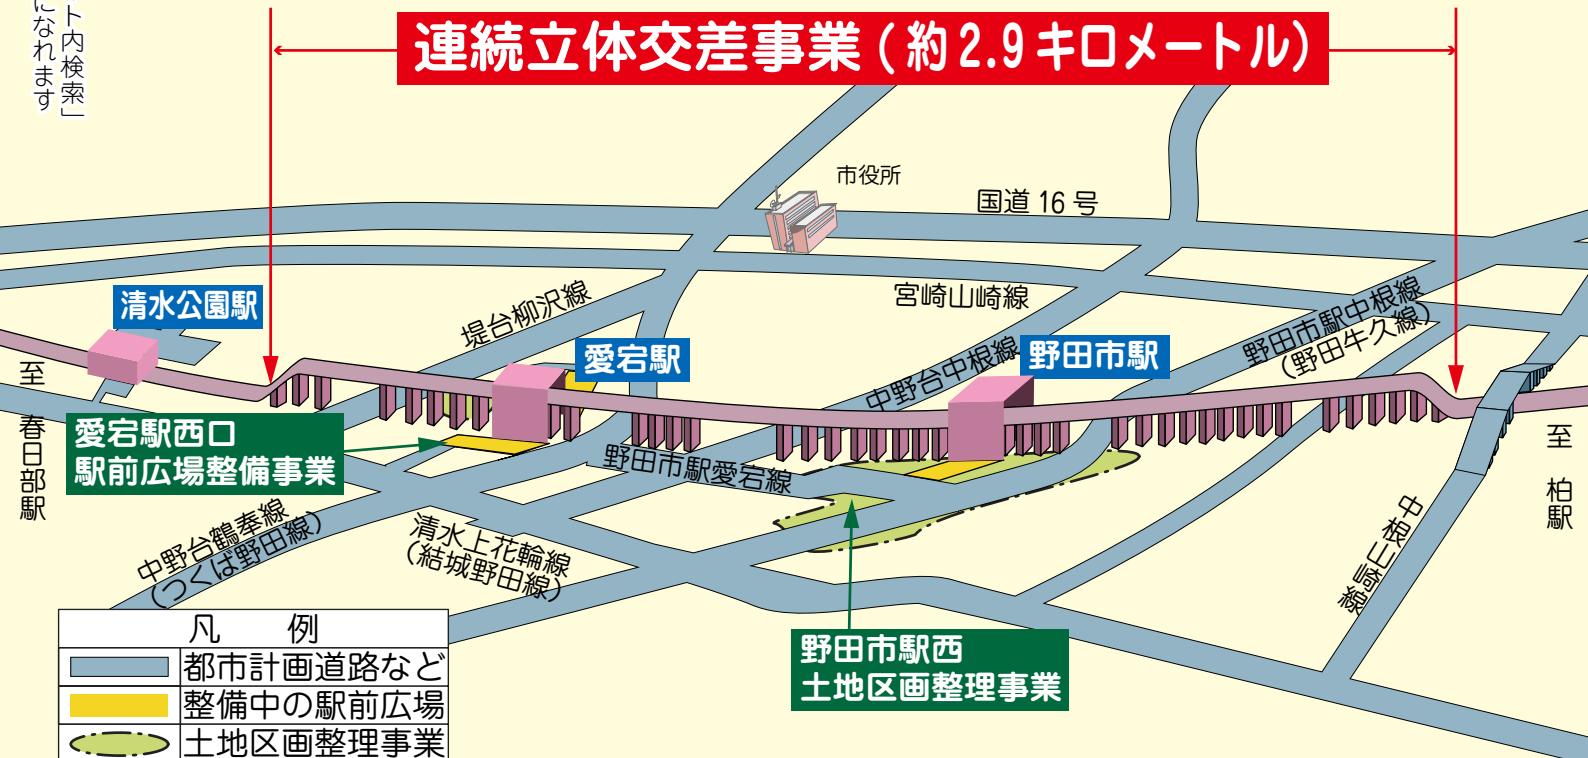 ト内検索」
になれます
連続立体交差事業（約2.9キロメートル）
市役所
国道16号
宮崎山崎線
清水公園駅
堤台柳沢線
愛宕駅
中野台中根線
野田市駅
野田市駅中根線
（野田牛久線）
至 春日部駅
愛宕駅西口
駅前広場整備事業
野田市駅愛宕線
至 柏駅
中野台鶴奉線
（つくば野田線）
清水上花輪線
（結城野田線）
中根山崎線
野田市駅西
土地区画整理事業
凡　例
都市計画道路など
整備中の駅前広場
土地区画整理事業